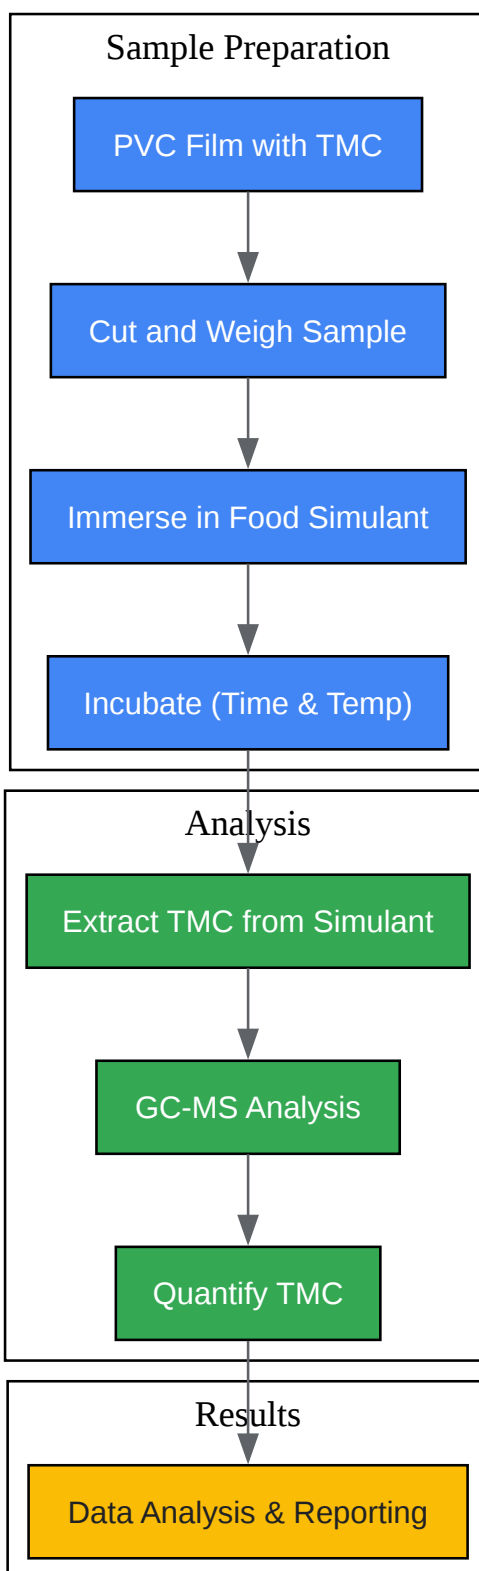 Sample Preparation
PVC Film with TMC
Cut and Weigh Sample
Immerse in Food Simulant
Incubate (Time & Temp)
Analysis
Extract TMC from Simulant
GC-MS Analysis
Quantify TMC
Results
Data Analysis & Reporting